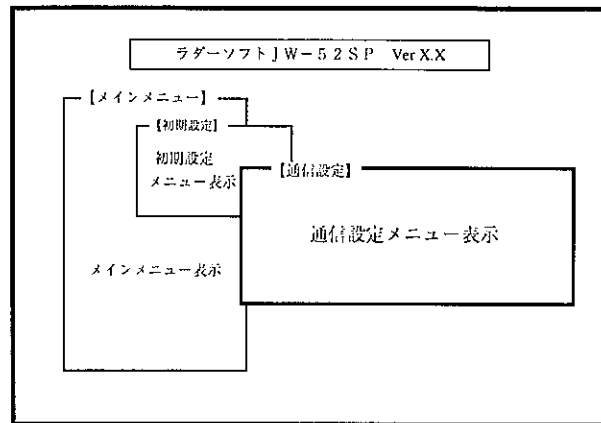 ラダーソフトJW-52SP Ver X.X
【メインメニュー】
【初期設定】
初期設定
メニュー表示
【通信設定】
通信設定メニュー表示
メインメニュー表示